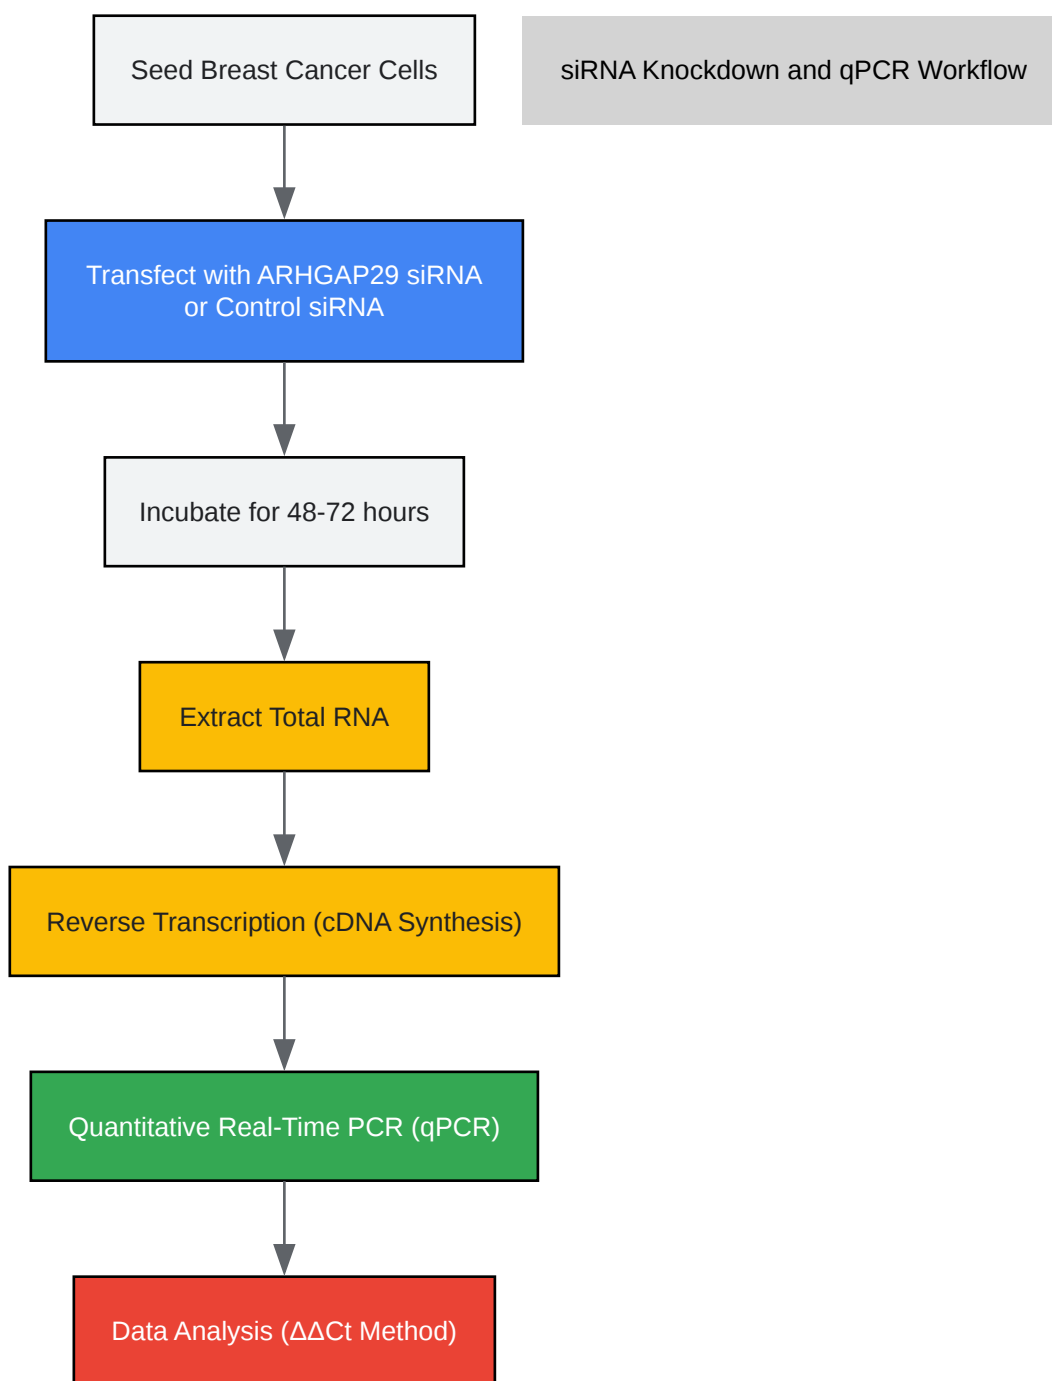 Seed Breast Cancer Cells
siRNA Knockdown and qPCR Workflow
Transfect with ARHGAP29 siRNA
or Control siRNA
Incubate for 48-72 hours
Extract Total RNA
Reverse Transcription (cDNA Synthesis)
Quantitative Real-Time PCR (qPCR)
Data Analysis (ΔΔCt Method)